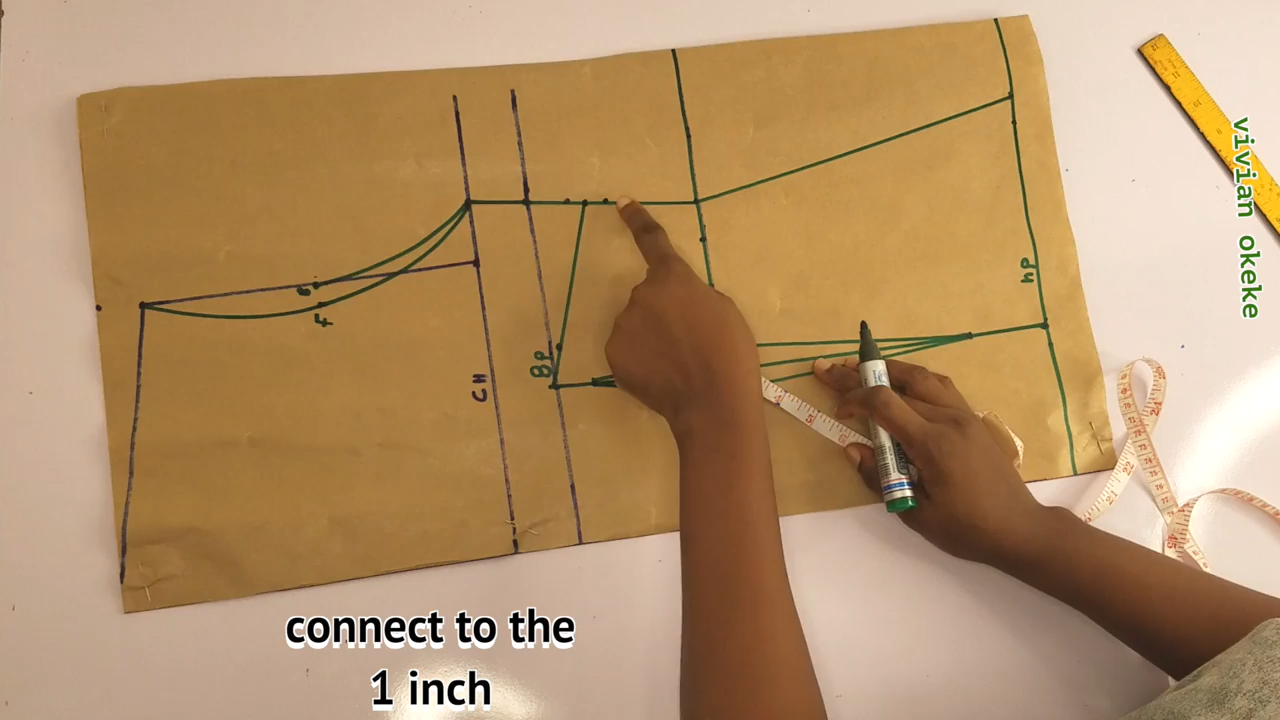 vivian okeke
B
F
CH
BP
hP
connect to the
1 inch